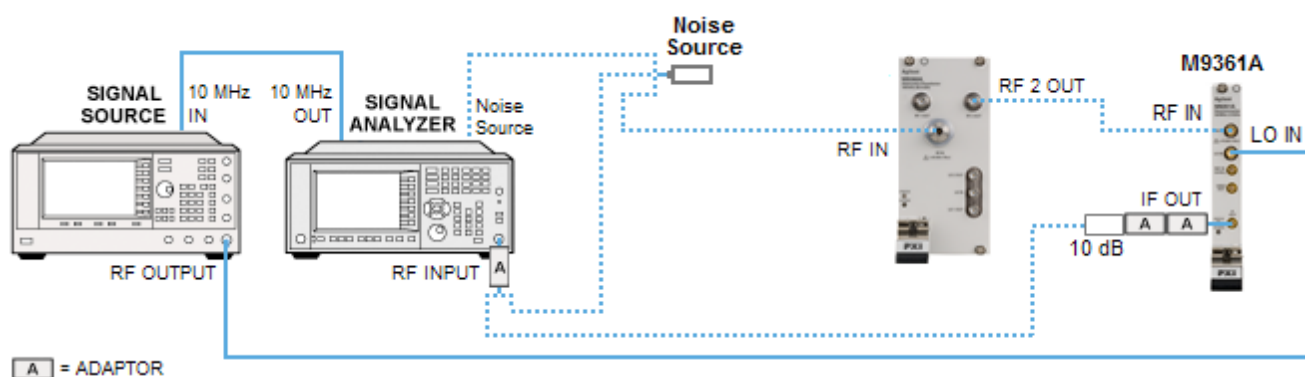 Noise
Source
M9361A
SIGNAL
SOURCE
10 MHz
IN
10 MHz
OUT
SIGNAL
ANALYZER
Noise
Source
RF 2 OUT
RF IN
LO IN
RF IN
IF OUT
A
A
10 dB
PXI
PXI
RF OUTPUT
RF INPUT
A
A = ADAPTOR